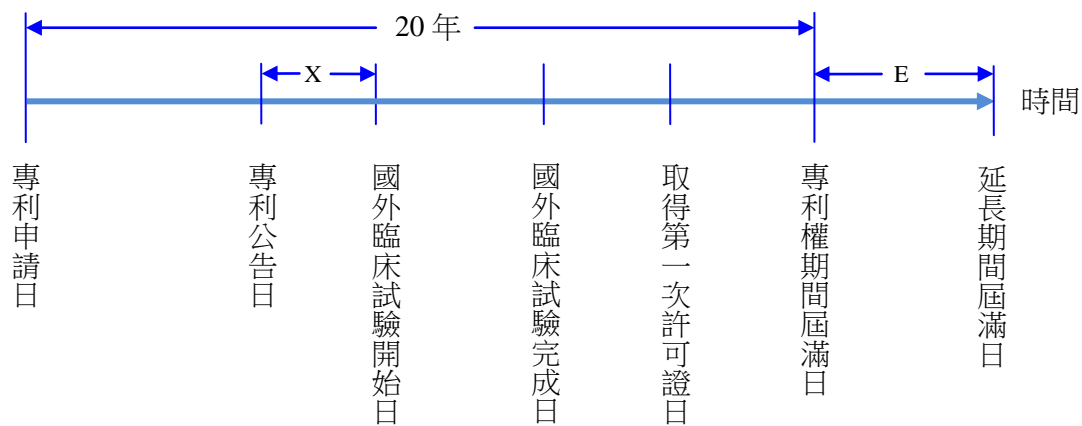 20 年
X
E
時間
專利申請日
專利公告日
國外臨床試驗開始日
國外臨床試驗完成日
取得第一次許可證日
專利權期間屆滿日
延長期間屆滿日